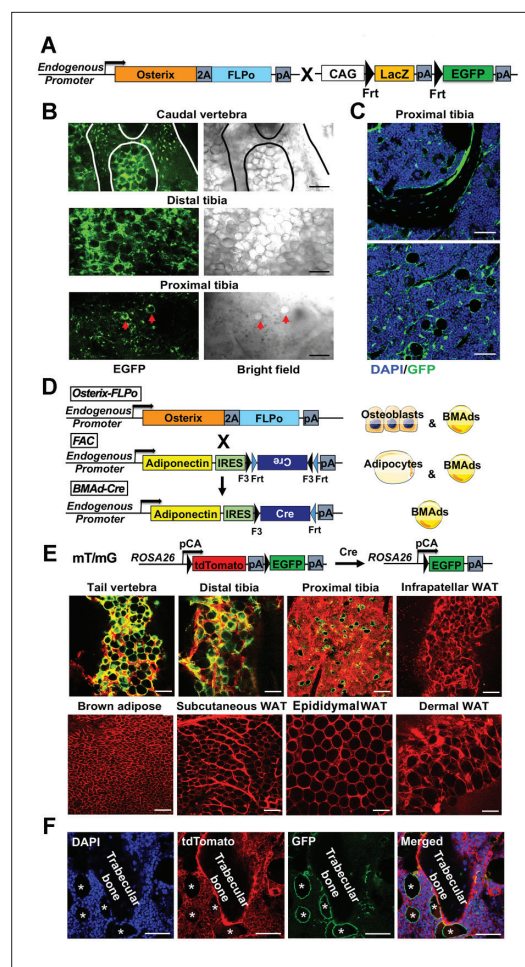 A
Endogenous
Promoter
Osterix 2A FLPo pA X CAG LacZ pA EGFP pA
Frt Frt
B
Caudal vertebra
Distal tibia
Proximal tibia
EGFP Bright field
C
Proximal tibia
DAPI/GFP
D
Osterix-FLPo
Endogenous
Promoter
Osterix 2A FLPo pA
Osteoblasts & BMAds
FAC
X
Endogenous
Promoter
Adiponectin IRES Cre pA
F3 Frt F3 Frt
Adipocytes & BMAds
BMAd-Cre
Endogenous
Promoter
Adiponectin IRES Cre pA
F3 Frt
BMAds
E
mT/mG ROSA26 pCA tdTomato pA EGFP pA Cre ROSA26 pCA EGFP pA
Tail vertebra Distal tibia Proximal tibia Infrapatellar WAT
Brown adipose Subcutaneous WAT Epididymal WAT Dermal WAT
F
DAPI tdTomato GFP Merged
Trabecular bone Trabecular bone Trabecular bone Trabecular bone
* * * * * * * * * * * * * * * *